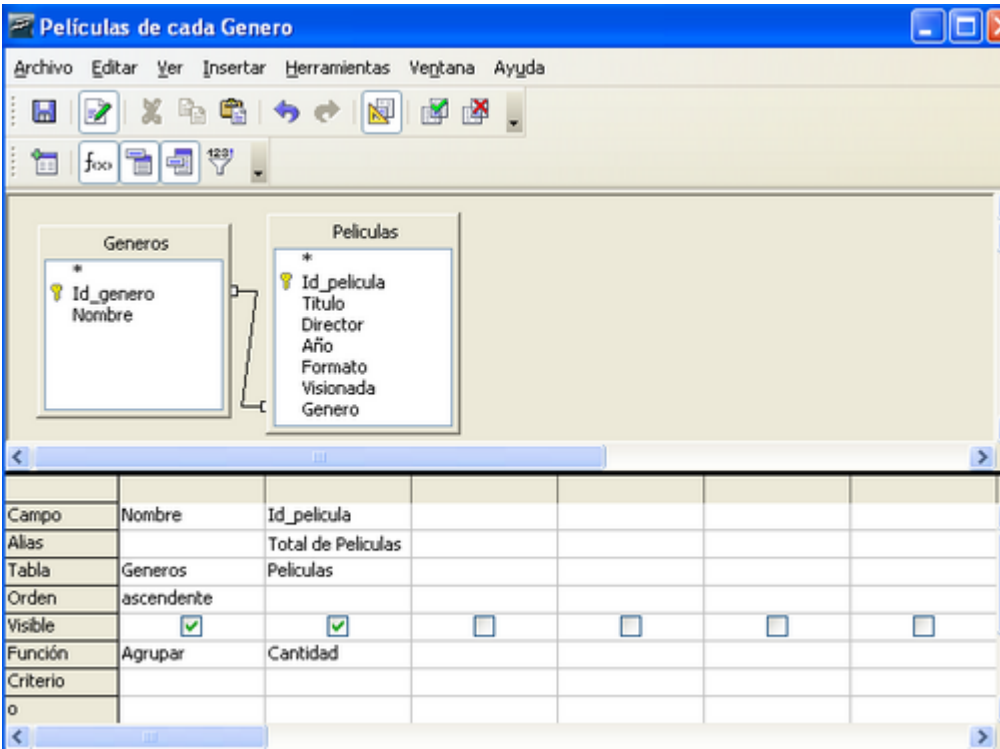 Películas de cada Genero
Archivo Editar Ver Insertar Herramientas Ventana Ayuda
f(x) 123!
Generos
*
Id_genero
Nombre
Peliculas
*
Id_pelicula
Titulo
Director
Año
Formato
Visionada
Genero
Campo Nombre Id_pelicula
Alias Total de Peliculas
Tabla Generos Peliculas
Orden ascendente
Visible
Función Agrupar Cantidad
Criterio
o